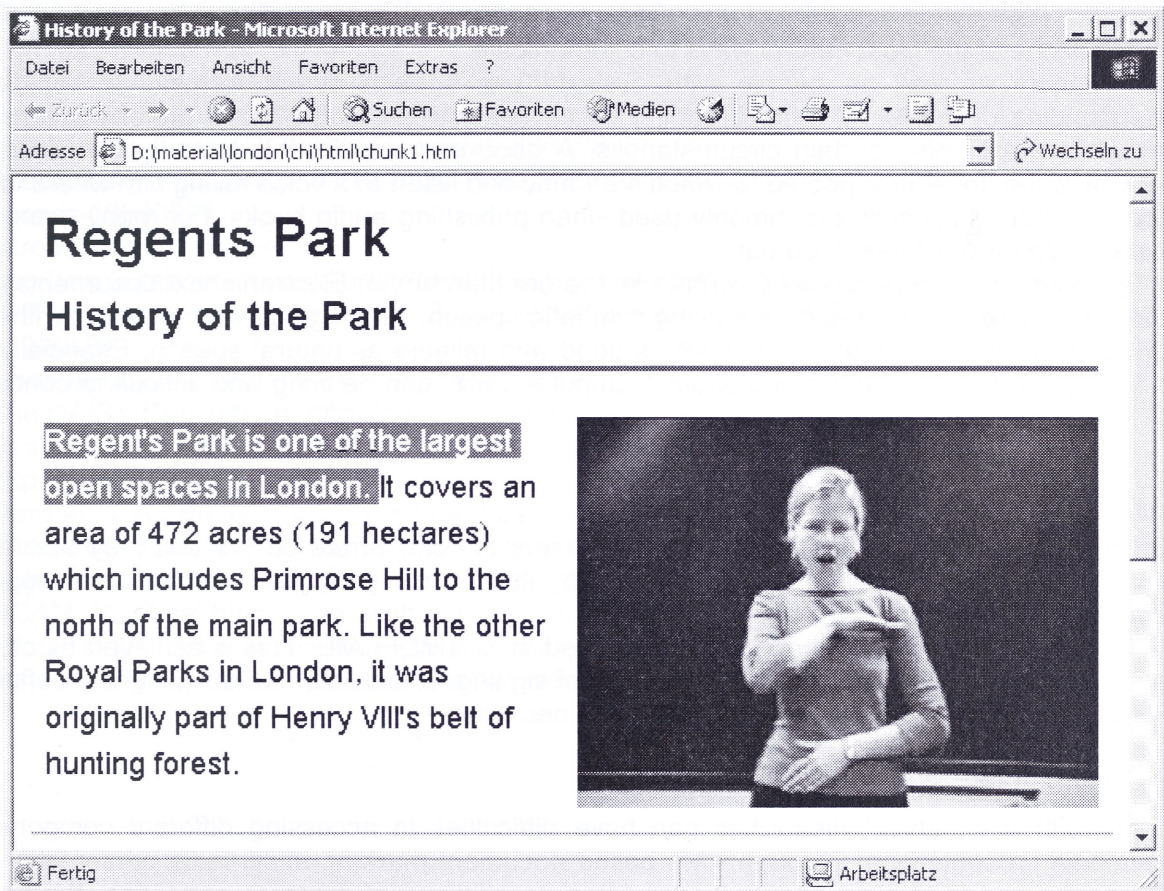 History of the Park - Microsoft Internet Explorer
Datei Bearbeiten Ansicht Favoriten Extras ?
Zurück Suchen Favoriten Medien
Adresse D:\material\london\chi\html\chunk1.htm Wechseln zu
Regents Park
History of the Park
Regent's Park is one of the largest
open spaces in London. It covers an
area of 472 acres (191 hectares)
which includes Primrose Hill to the
north of the main park. Like the other
Royal Parks in London, it was
originally part of Henry VIII's belt of
hunting forest.
Fertig Arbeitsplatz